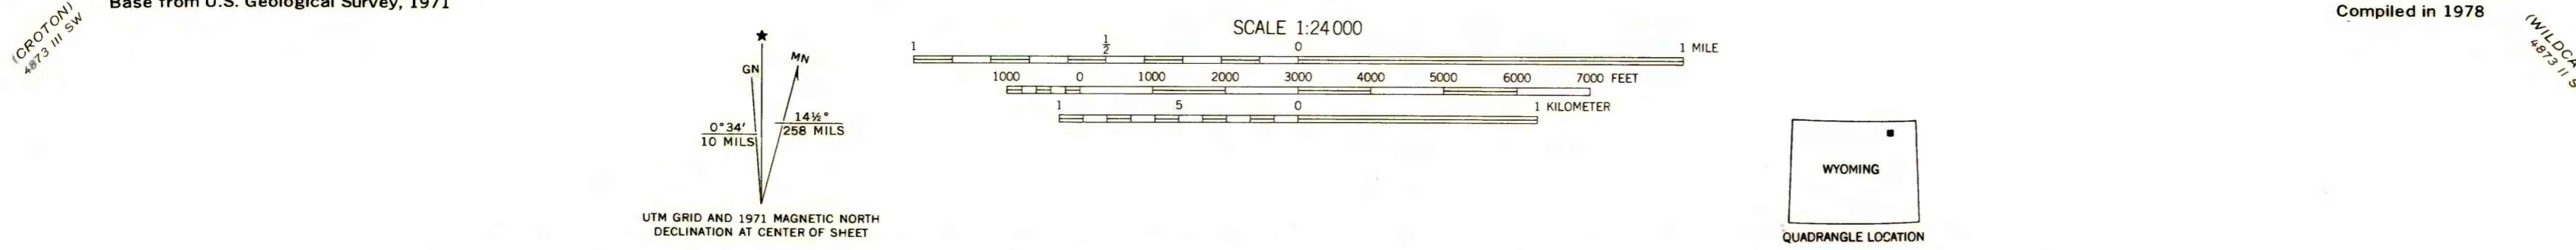 Base from U.S. Geological Survey, 1971
(CROTON)
4873 III SW
★
GN
MN
0°34'
10 MILS
14½°
258 MILS
UTM GRID AND 1971 MAGNETIC NORTH
DECLINATION AT CENTER OF SHEET
SCALE 1:24 000
1 ½ 0 1 MILE
1000 0 1000 2000 3000 4000 5000 6000 7000 FEET
1 5 0 1 KILOMETER
WYOMING
QUADRANGLE LOCATION
Compiled in 1978
(WILDCA
4873 II S